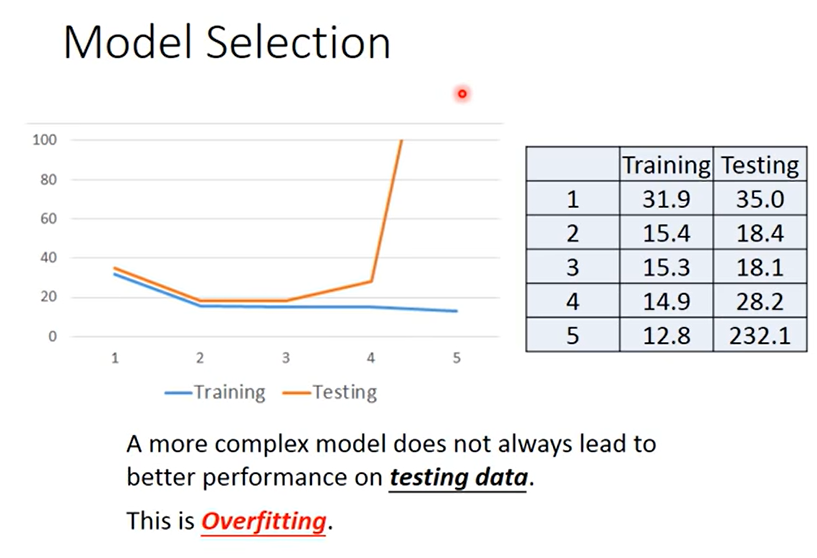 Model Selection
100
80
60
40
20
0
1 2 3 4 5
Training Testing
Training Testing
1 31.9 35.0
2 15.4 18.4
3 15.3 18.1
4 14.9 28.2
5 12.8 232.1
A more complex model does not always lead to
better performance on testing data.
This is Overfitting.